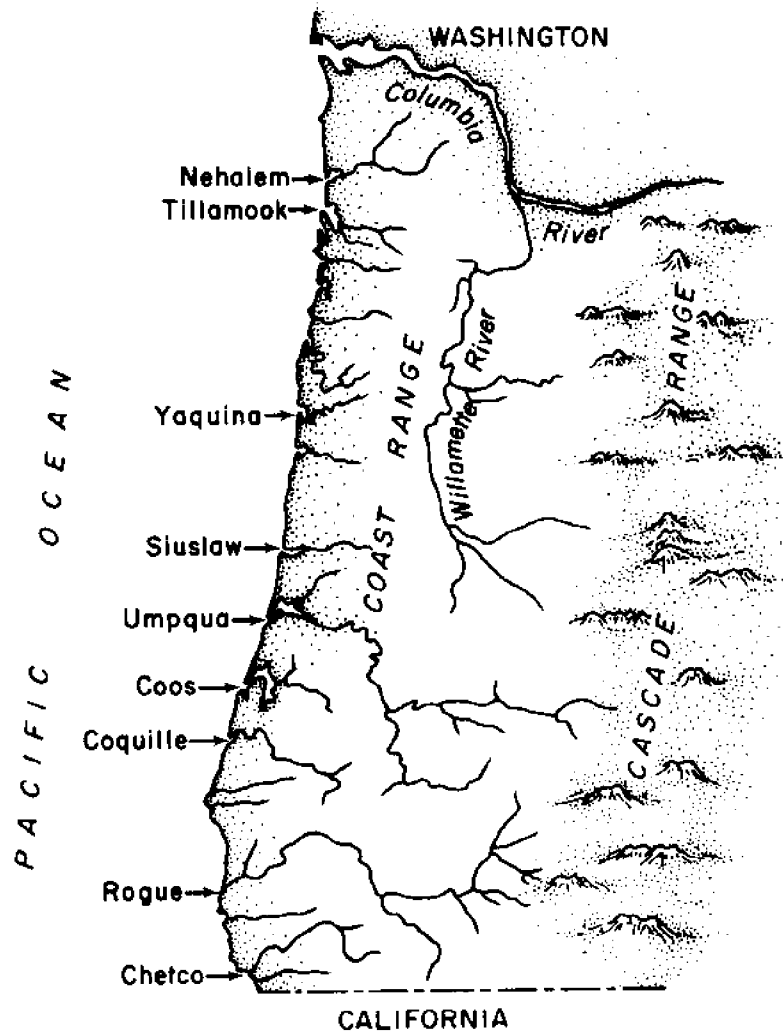 WASHINGTON
Columbia
River
Nehalem
Tillamook
RANGE
River
COAST RANGE
Yaquina
Willamette
PACIFIC OCEAN
Siuslaw
Umpqua
CASCADE
Coos
Coquille
Rogue
Chetco
CALIFORNIA